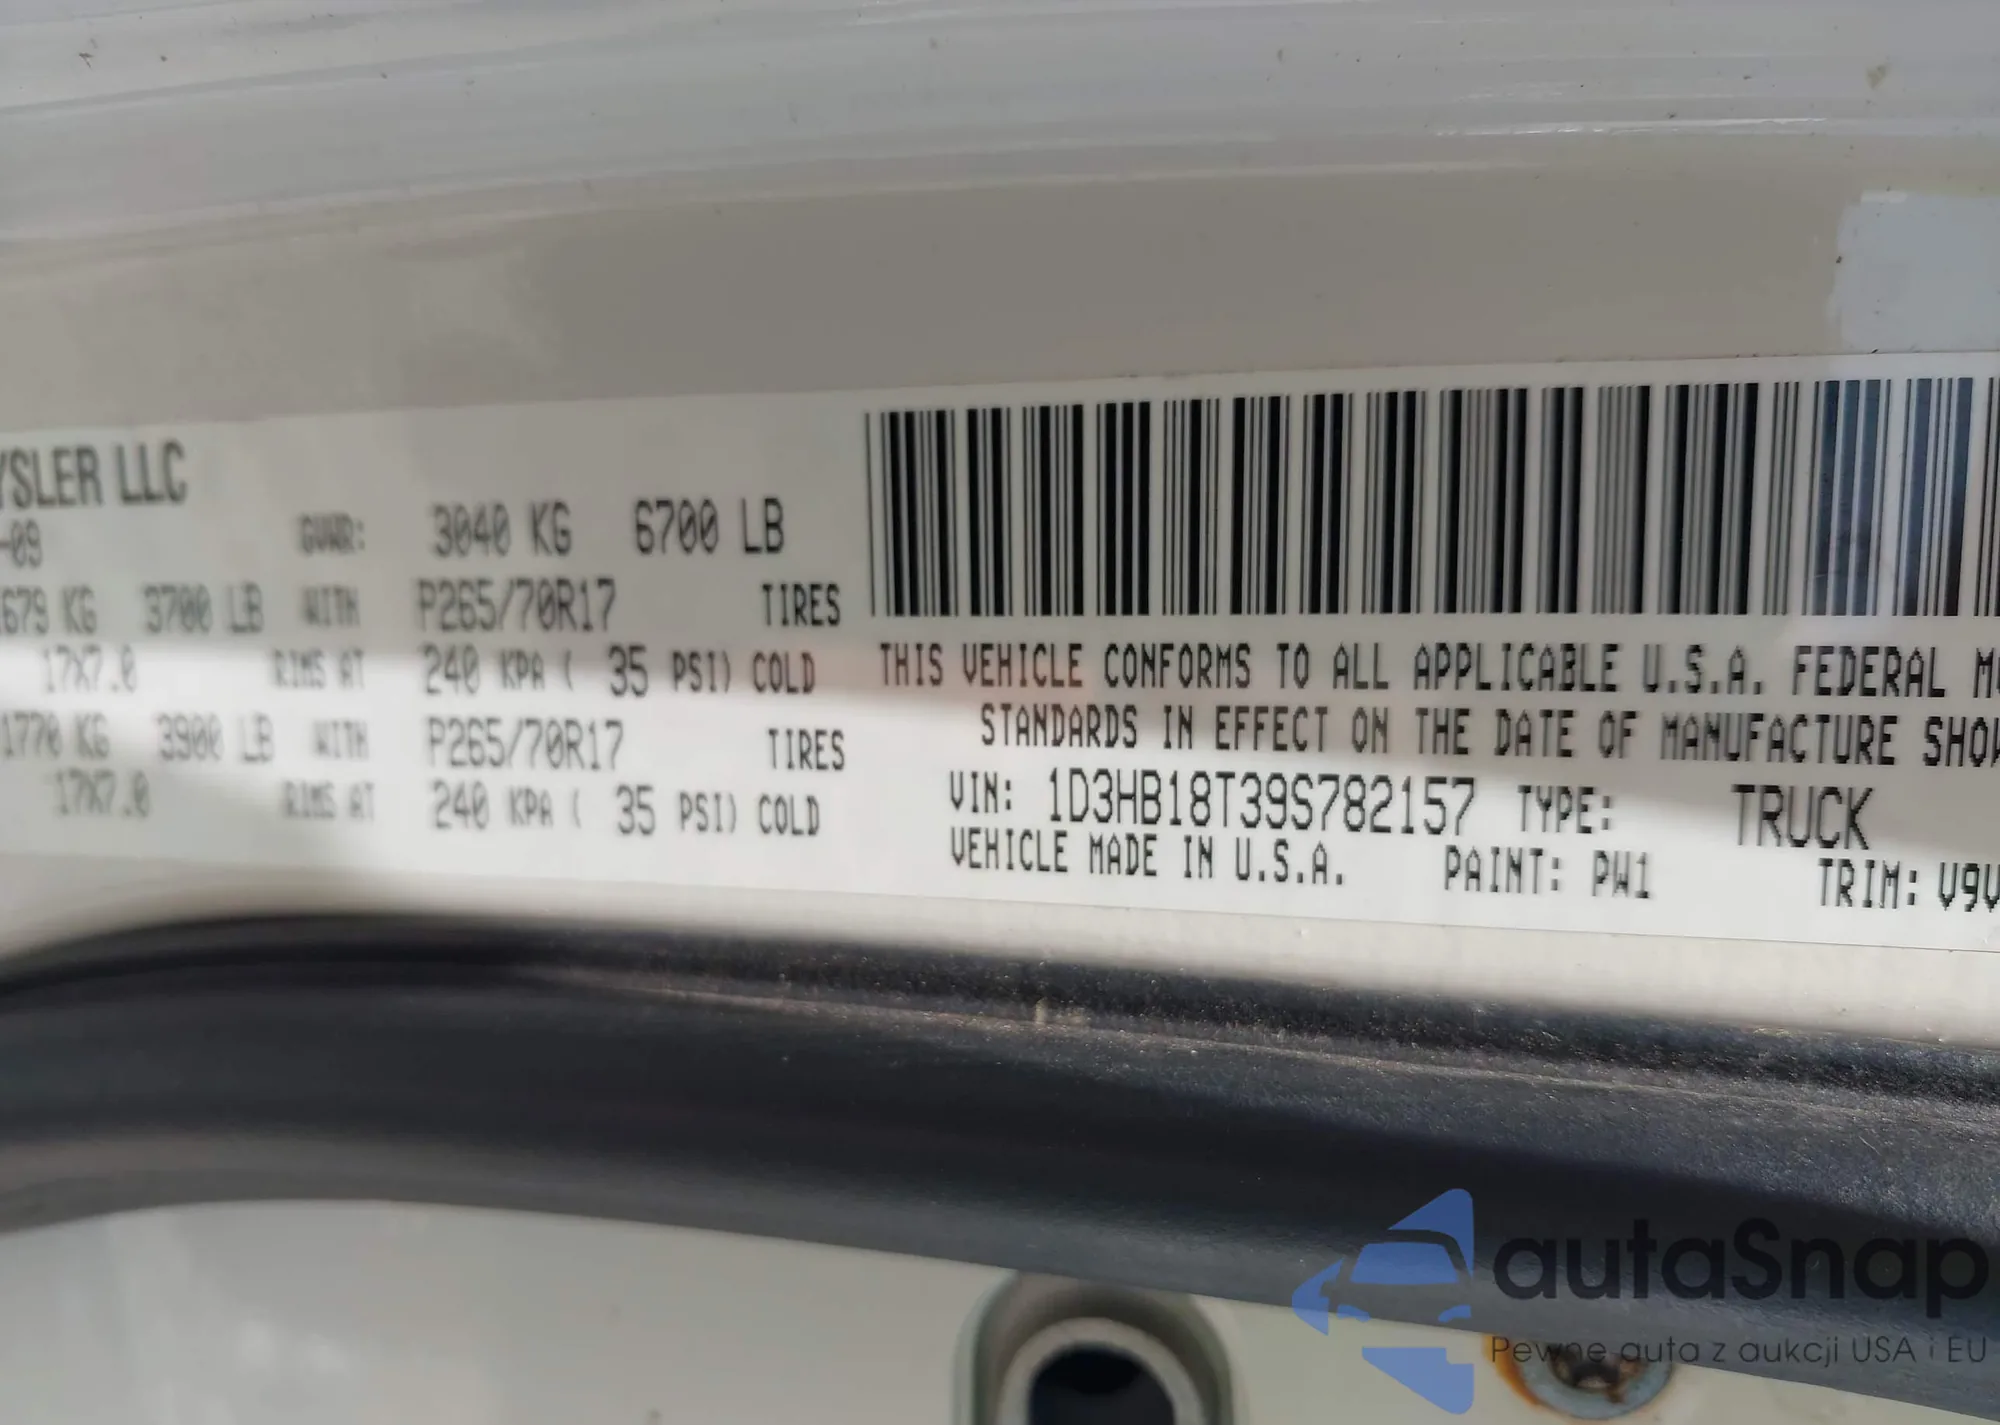 YSLER LLC
-09 GVWR: 3040 KG 6700 LB
679 KG 3700 LB WITH P265/70R17 TIRES
17X7.0 RIMS AT 240 KPA ( 35 PSI) COLD
1770 KG 3900 LB WITH P265/70R17 TIRES
17X7.0 RIMS AT 240 KPA ( 35 PSI) COLD
THIS VEHICLE CONFORMS TO ALL APPLICABLE U.S.A. FEDERAL M
STANDARDS IN EFFECT ON THE DATE OF MANUFACTURE SHOW
VIN: 1D3HB18T39S782157 TYPE: TRUCK
VEHICLE MADE IN U.S.A. PAINT: PW1 TRIM: V9V
autaSnap
Pewne auta z aukcji USA i EU